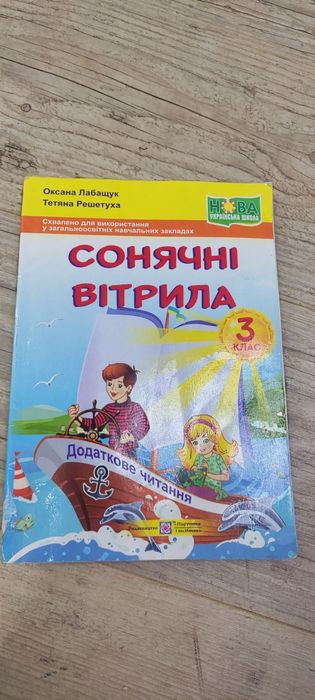 Оксана Лабащук
Тетяна Решетуха
НОВА
УКРАЇНСЬКА ШКОЛА
Схвалено для використання
у загальноосвітніх навчальних закладах
СОНЯЧНІ
ВІТРИЛА
3
КЛАС
Додаткове читання
Видавництво